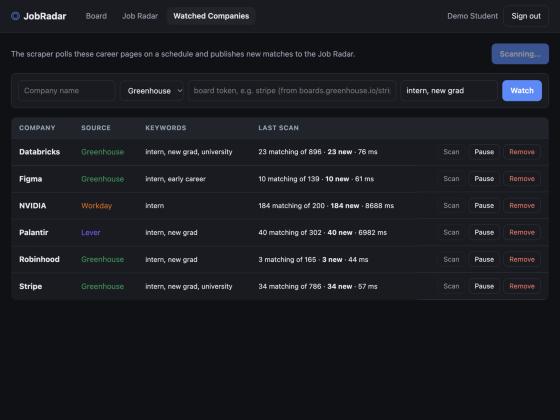 JobRadar Board Job Radar Watched Companies Demo Student Sign out
The scraper polls these career pages on a schedule and publishes new matches to the Job Radar. Scanning...
Company name Greenhouse board token, e.g. stripe (from boards.greenhouse.io/stri intern, new grad Watch
COMPANY SOURCE KEYWORDS LAST SCAN
Databricks Greenhouse intern, new grad, university 23 matching of 896 · 23 new · 76 ms Scan Pause Remove
Figma Greenhouse intern, early career 10 matching of 139 · 10 new · 61 ms Scan Pause Remove
NVIDIA Workday intern 184 matching of 200 · 184 new · 8688 ms Scan Pause Remove
Palantir Lever intern, new grad 40 matching of 302 · 40 new · 6982 ms Scan Pause Remove
Robinhood Greenhouse intern, new grad 3 matching of 165 · 3 new · 44 ms Scan Pause Remove
Stripe Greenhouse intern, new grad, university 34 matching of 786 · 34 new · 57 ms Scan Pause Remove